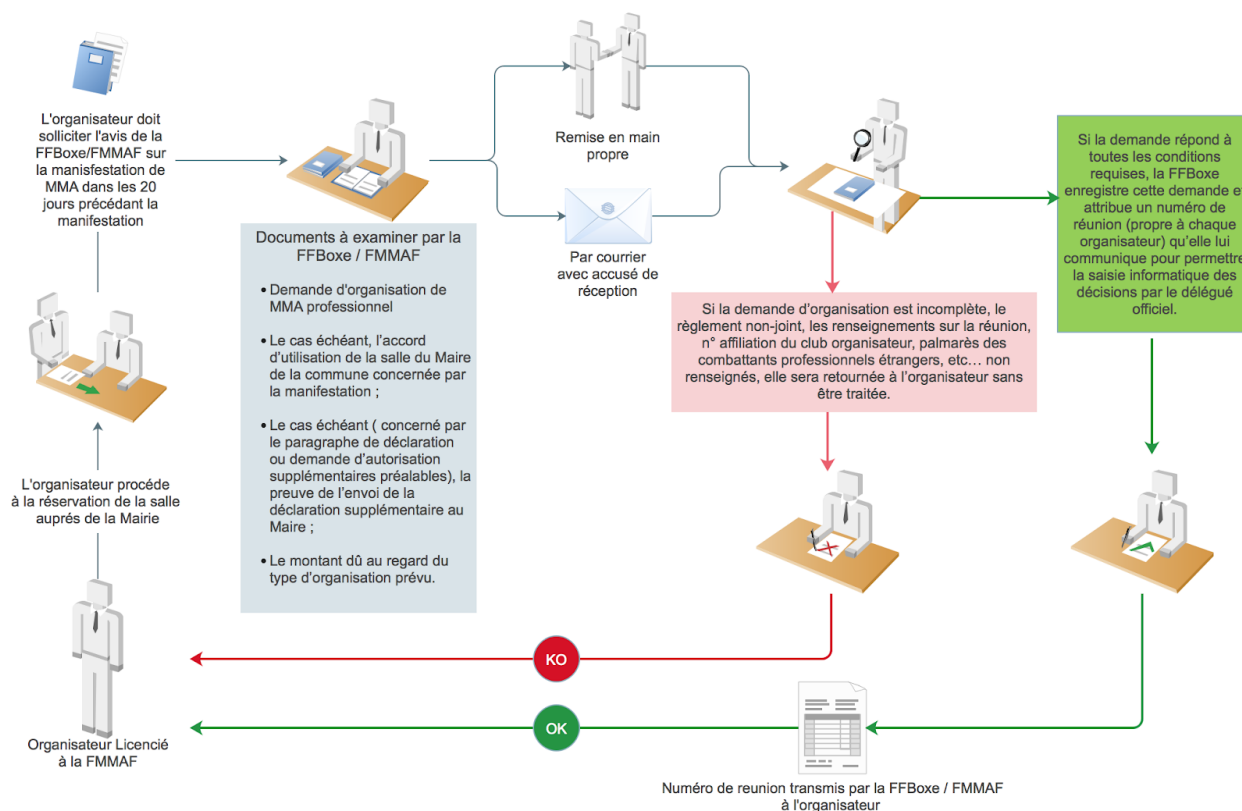 L'organisateur doit
solliciter l'avis de la
FFBoxe/FMMAF sur
la manisfestation de
MMA dans les 20
jours précédant la
manifestation
Remise en main
propre
Par courrier
avec accusé de
réception
Si la demande répond à
toutes les conditions
requises, la FFBoxe
enregistre cette demande et
attribue un numéro de
réunion (propre à chaque
organisateur) qu'elle lui
communique pour permettre
la saisie informatique des
décisions par le délégué
officiel.
Documents à examiner par la
FFBoxe / FMMAF
• Demande d'organisation de
MMA professionnel
• Le cas échéant, l'accord
d'utilisation de la salle du Maire
de la commune concernée par
la manifestation ;
• Le cas échéant ( concerné par
le paragraphe de déclaration
ou demande d'autorisation
supplémentaires préalables), la
preuve de l'envoi de la
déclaration supplémentaire au
Maire ;
• Le montant dû au regard du
type d'organisation prévu.
Si la demande d'organisation est incomplète, le
règlement non-joint, les renseignements sur la réunion,
n° affiliation du club organisateur, palmarès des
combattants professionnels étrangers, etc… non
renseignés, elle sera retournée à l'organisateur sans
être traitée.
L'organisateur procéde
à la réservation de la salle
auprés de la Mairie
KO
OK
Organisateur Licencié
à la FMMAF
Numéro de reunion transmis par la FFBoxe / FMMAF
à l'organisateur